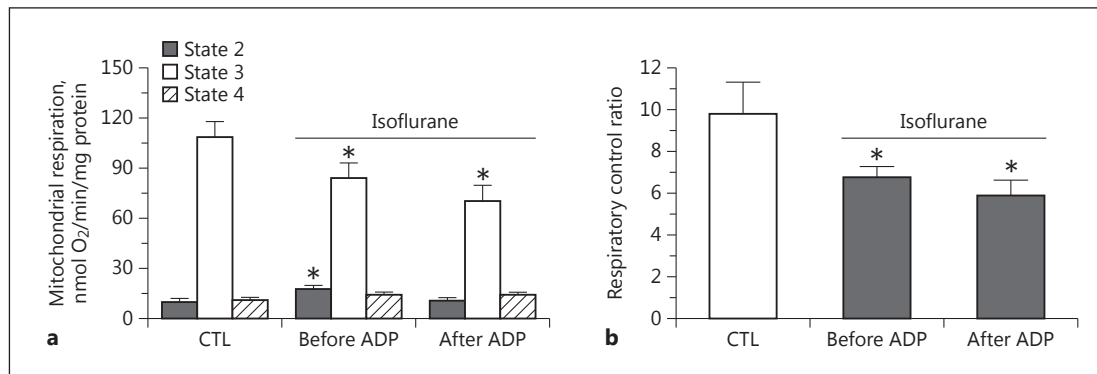 State 2
State 3
State 4
150
120
90
60
30
0
Mitochondrial respiration,
nmol O₂/min/mg protein
Isoflurane
*
*
*
CTL
Before ADP
After ADP
a
12
10
8
6
4
2
0
Respiratory control ratio
Isoflurane
*
*
CTL
Before ADP
After ADP
b